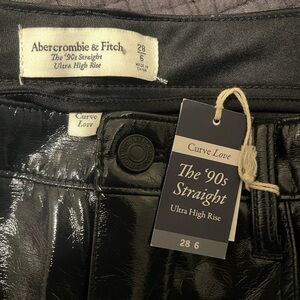 Abercrombie & Fitch
The '90s Straight
Ultra High Rise
28
6
Curve
Love
Curve Love
The '90s
Straight
Ultra High Rise
28 6